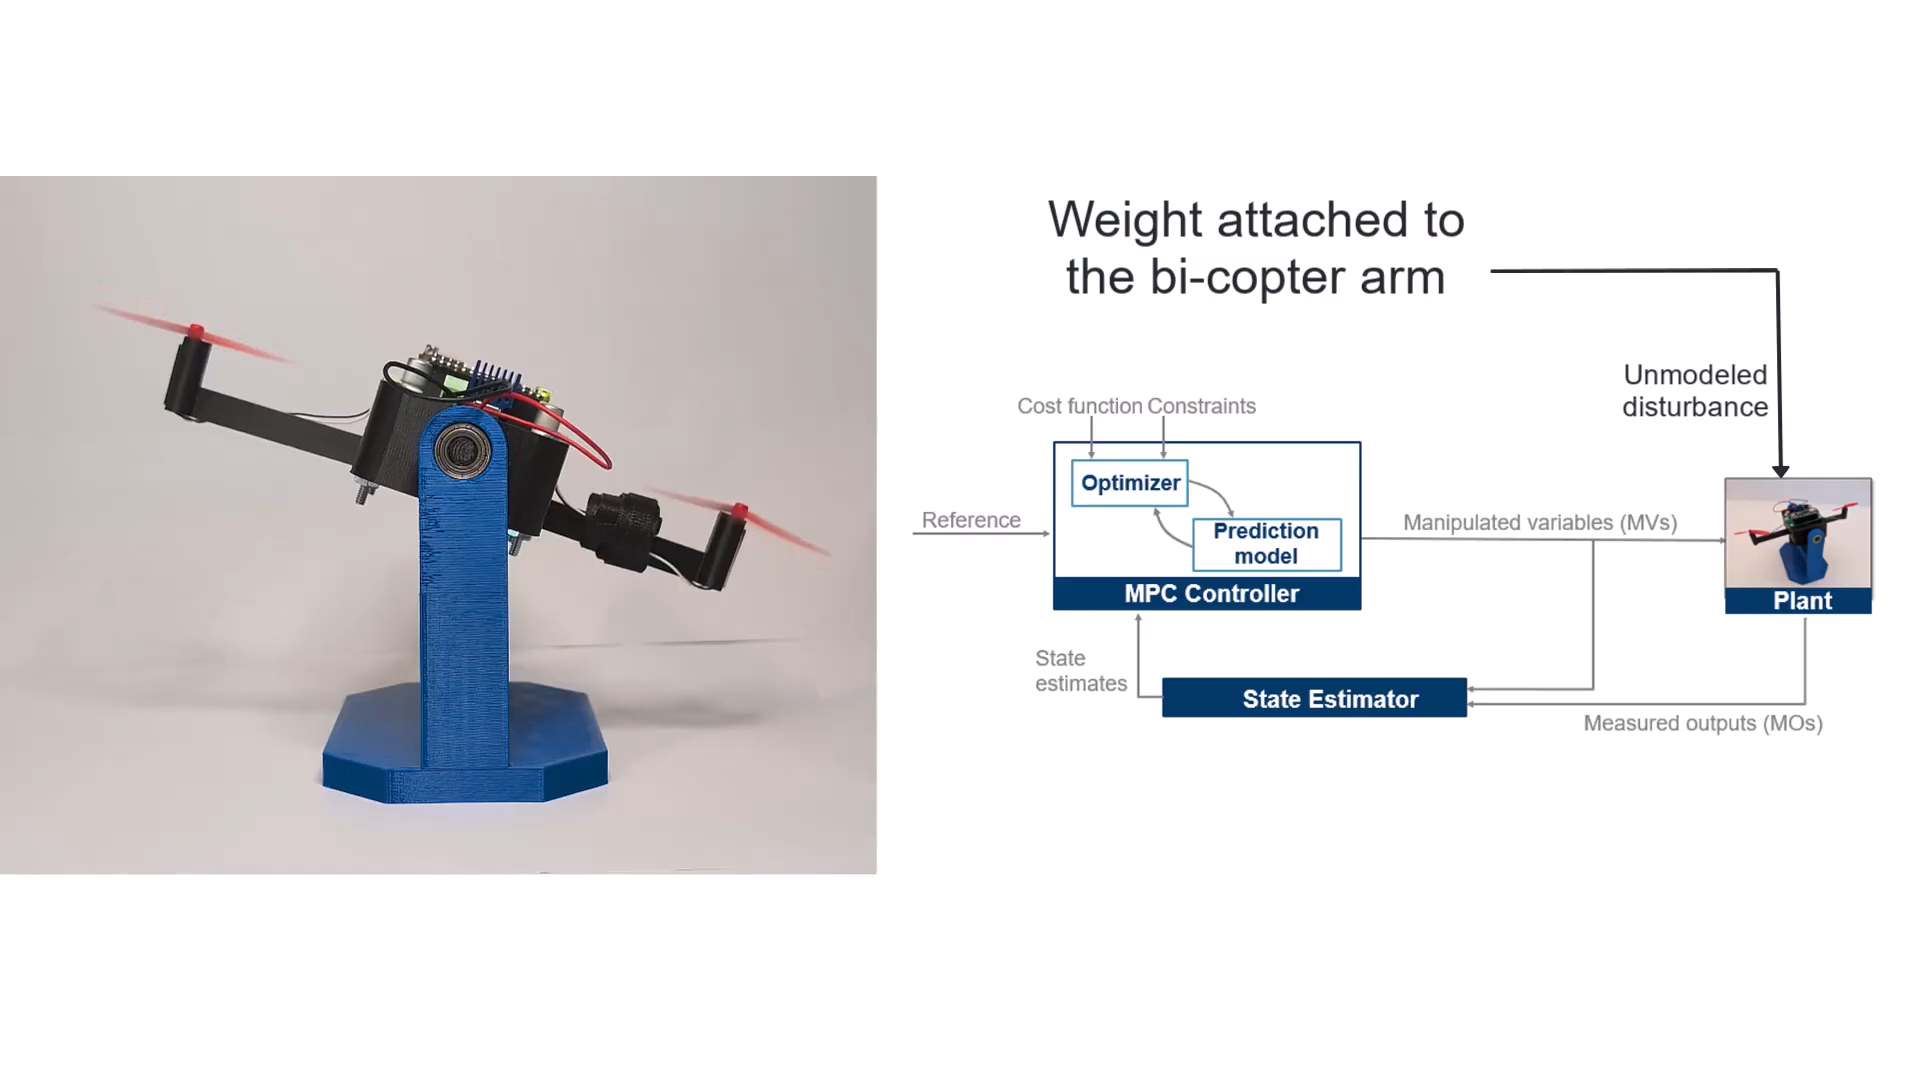 Weight attached to
the bi-copter arm
Unmodeled
disturbance
Cost function Constraints
Optimizer
Prediction
model
MPC Controller
Reference
Manipulated variables (MVs)
Plant
State
estimates
State Estimator
Measured outputs (MOs)